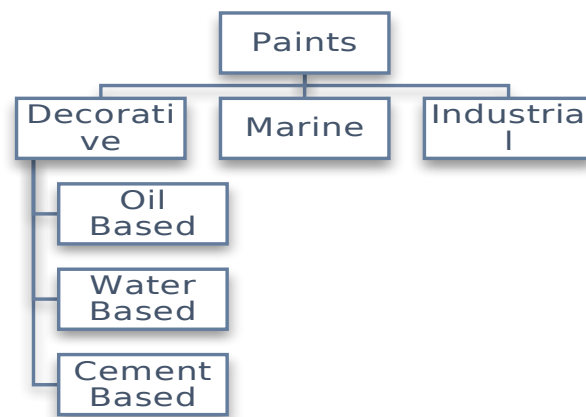 Paints
Decorati
ve
Marine
Industria
l
Oil
Based
Water
Based
Cement
Based